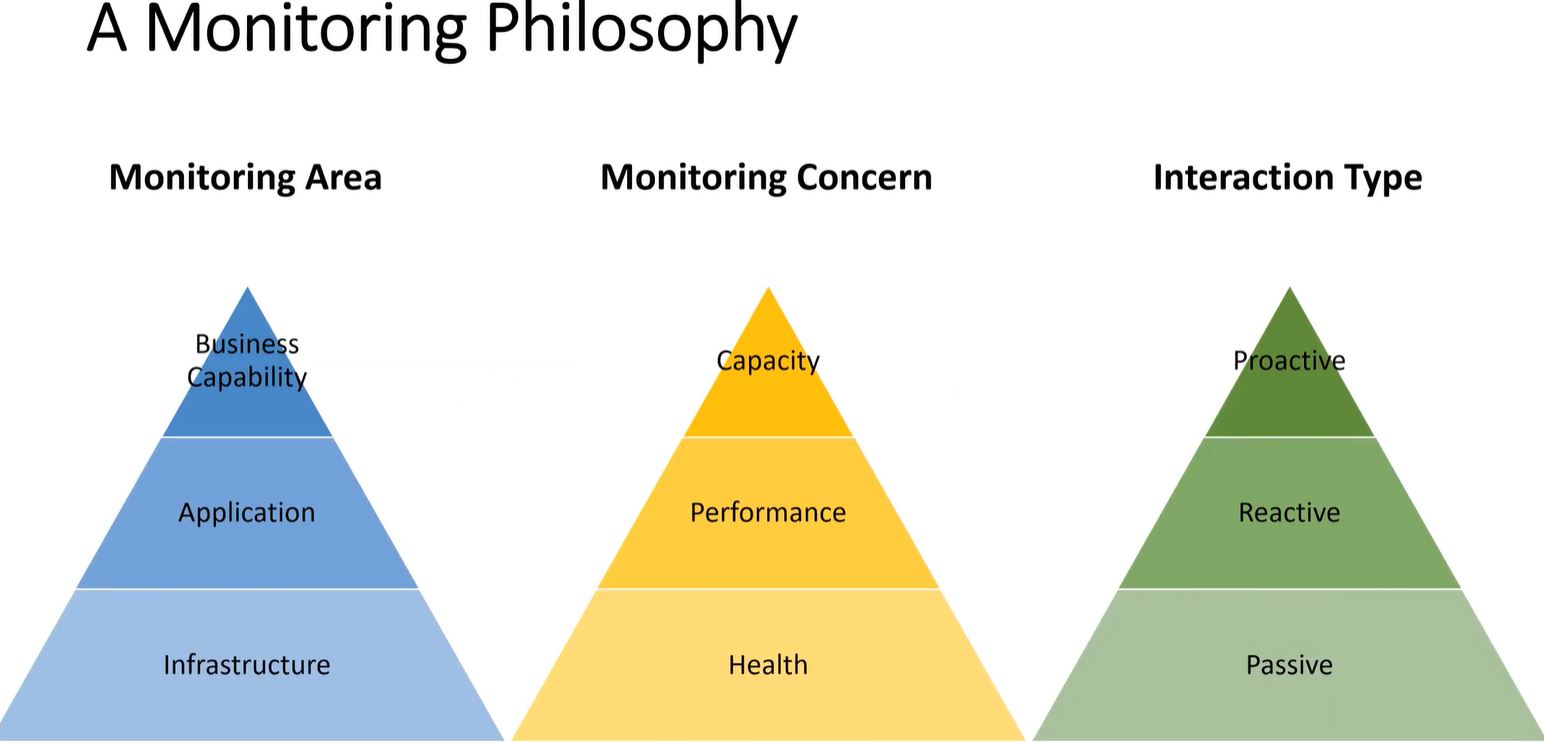 A Monitoring Philosophy
Monitoring Area
Business
Capability
Application
Infrastructure
Monitoring Concern
Capacity
Performance
Health
Interaction Type
Proactive
Reactive
Passive